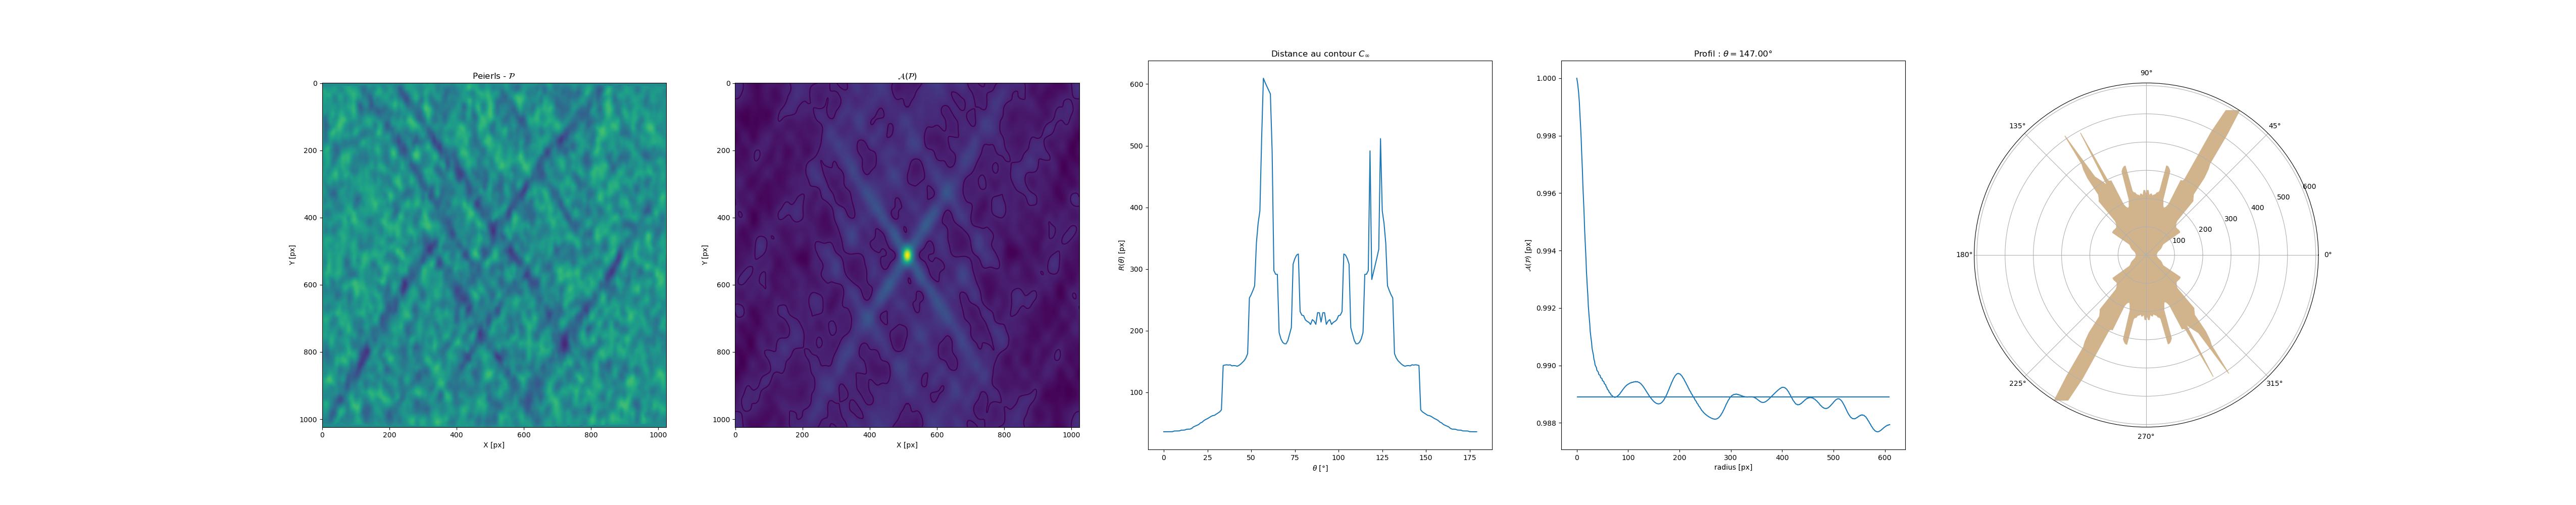 Peierls - 𝒫
0
200
400
600
800
1000
Y [px]
0 200 400 600 800 1000
X [px]
𝒜(𝒫)
0
200
400
600
800
1000
Y [px]
0 200 400 600 800 1000
X [px]
Distance au contour C∞
600
500
400
300
200
100
R(θ) [px]
0 25 50 75 100 125 150 175
θ [°]
Profil : θ = 147.00°
1.000
0.998
0.996
0.994
0.992
0.990
0.988
𝒜(𝒫) [px]
0 100 200 300 400 500 600
radius [px]
90°
135° 45°
600
500
400
300
200
100
180° 0°
225° 315°
270°